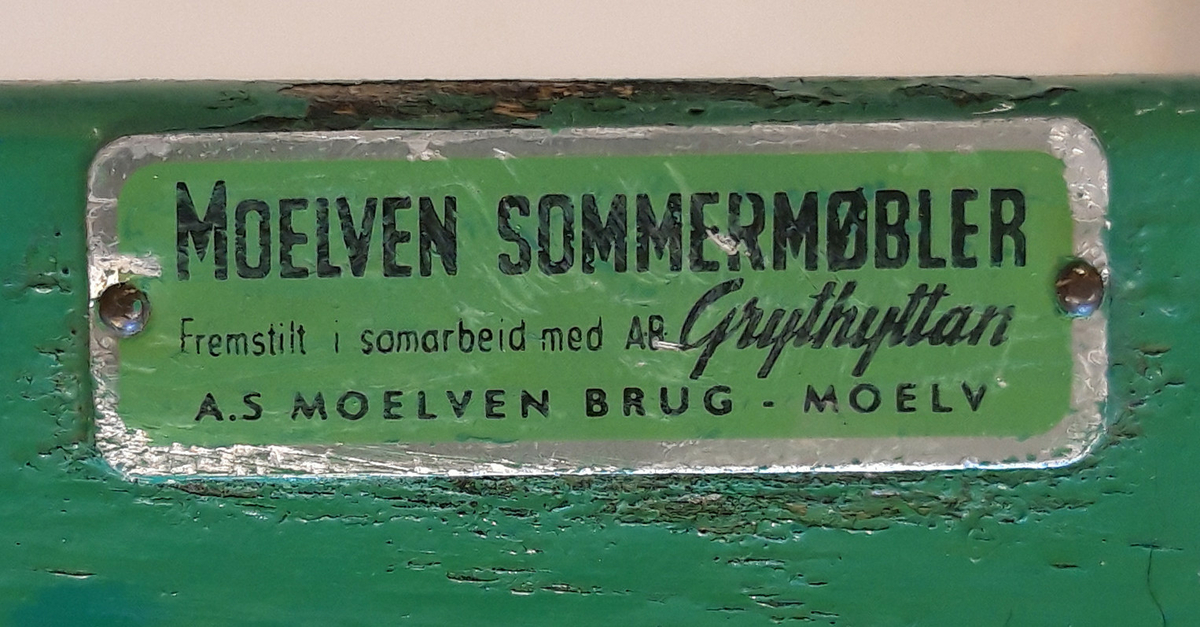 MOELVEN SOMMERMØBLER
Fremstilt i samarbeid med AB Grythyttan
A.S MOELVEN BRUG - MOELV